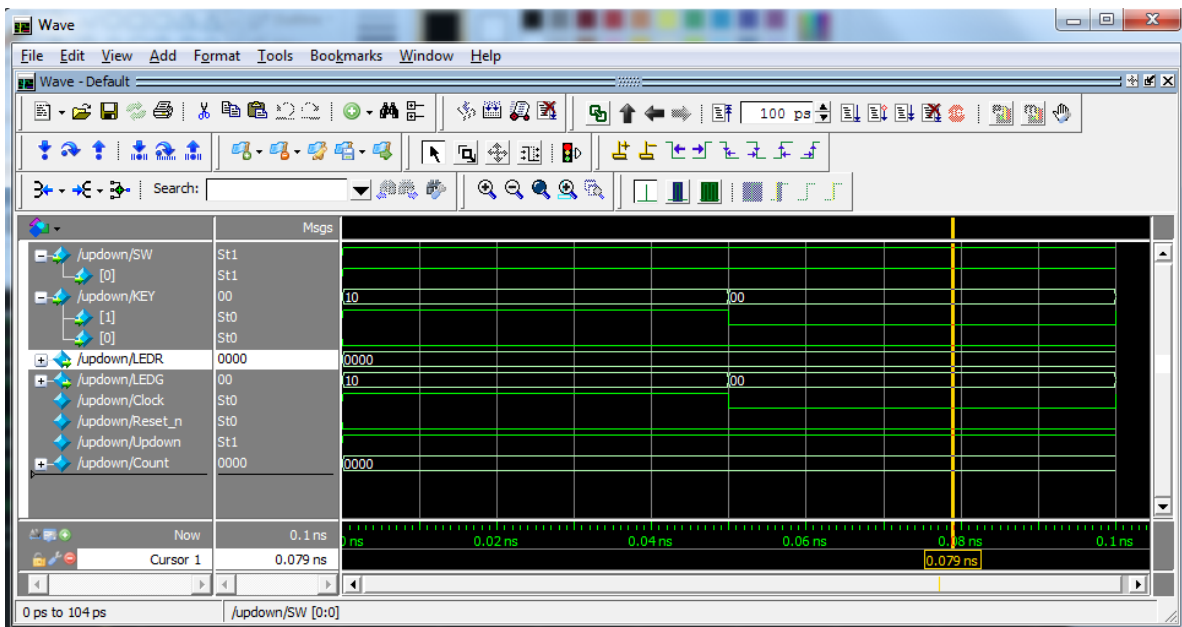 Wave
File Edit View Add Format Tools Bookmarks Window Help
Wave - Default
100 ps
Search:
Msgs
/updown/SW St1
[0] St1
/updown/KEY 00 10 00
[1] St0
[0] St0
/updown/LEDR 0000 0000
/updown/LEDG 00 10 00
/updown/Clock St0
/updown/Reset_n St0
/updown/Updown St1
/updown/Count 0000 0000
Now 0.1 ns ns 0.02 ns 0.04 ns 0.06 ns 0.08 ns 0.1 ns
Cursor 1 0.079 ns 0.079 ns
0 ps to 104 ps /updown/SW [0:0]